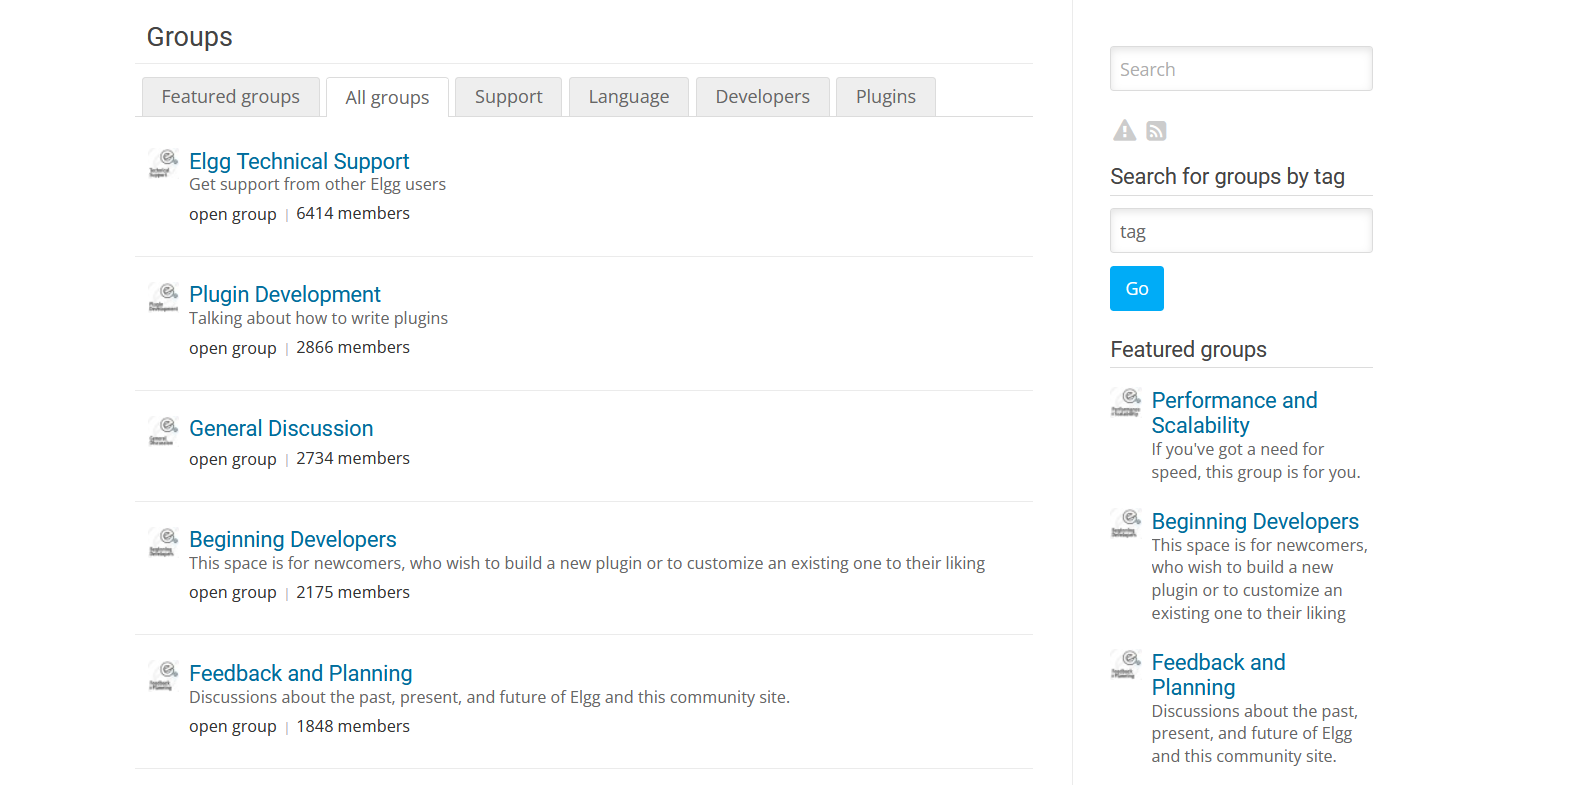 Groups
Featured groups
All groups
Support
Language
Developers
Plugins
Elgg Technical Support
Get support from other Elgg users
open group | 6414 members
Plugin Development
Talking about how to write plugins
open group | 2866 members
General Discussion
open group | 2734 members
Beginning Developers
This space is for newcomers, who wish to build a new plugin or to customize an existing one to their liking
open group | 2175 members
Feedback and Planning
Discussions about the past, present, and future of Elgg and this community site.
open group | 1848 members
Search
Search for groups by tag
tag
Go
Featured groups
Performance and
Scalability
If you've got a need for
speed, this group is for you.
Beginning Developers
This space is for newcomers,
who wish to build a new
plugin or to customize an
existing one to their liking
Feedback and
Planning
Discussions about the past,
present, and future of Elgg
and this community site.